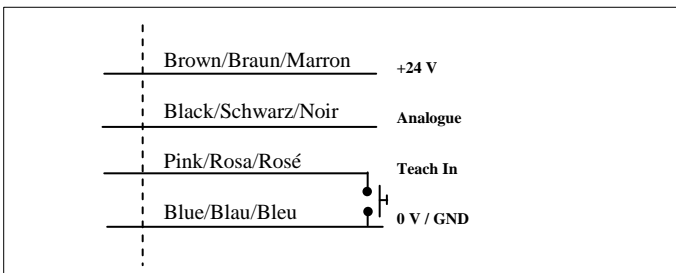 Brown/Braun/Marron +24 V
Black/Schwarz/Noir Analogue
Pink/Rosa/Rosé Teach In
Blue/Blau/Bleu 0 V / GND